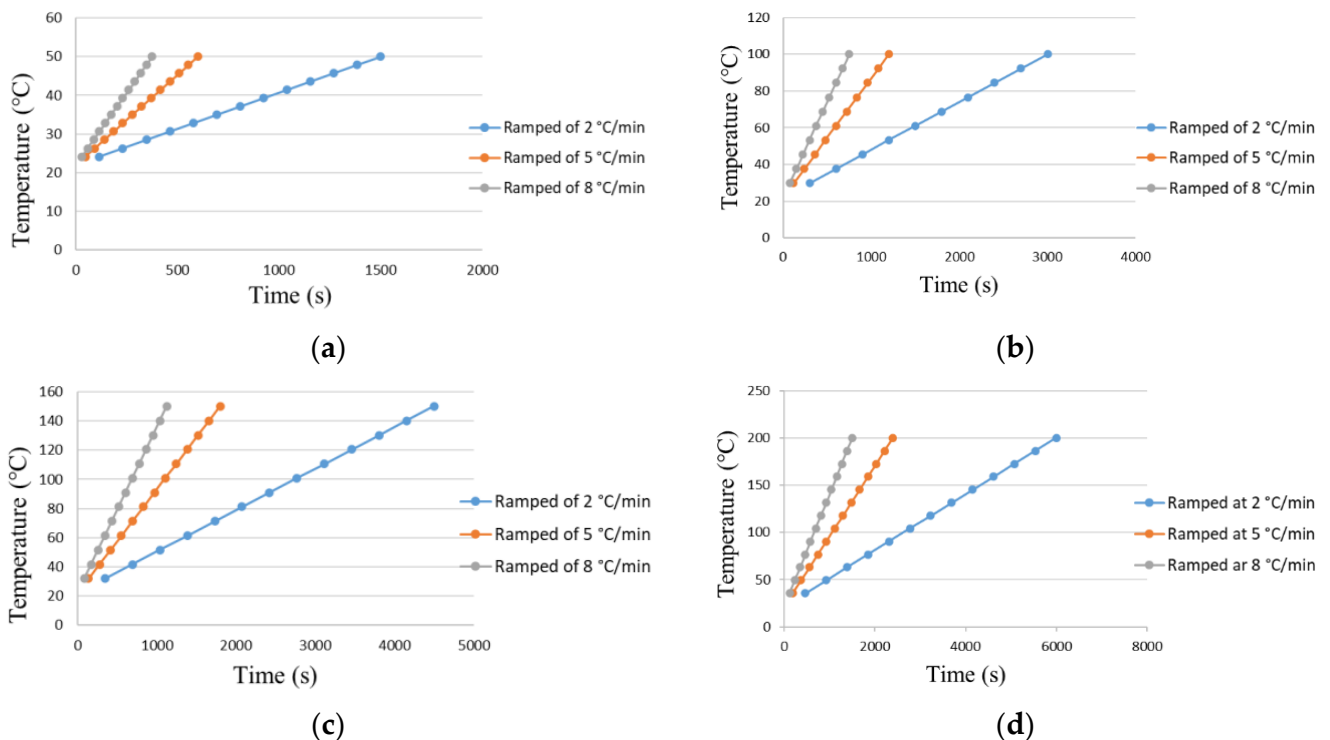 60
50
40
30
20
10
0
0 500 1000 1500 2000
Temperature (°C)
Time (s)
Ramped of 2 °C/min
Ramped of 5 °C/min
Ramped of 8 °C/min
(a)
120
100
80
60
40
20
0
0 1000 2000 3000 4000
Temperature (°C)
Time (s)
Ramped of 2 °C/min
Ramped of 5 °C/min
Ramped of 8 °C/min
(b)
160
140
120
100
80
60
40
20
0
0 1000 2000 3000 4000 5000
Temperature (°C)
Time (s)
Ramped of 2 °C/min
Ramped of 5 °C/min
Ramped of 8 °C/min
(c)
250
200
150
100
50
0
0 2000 4000 6000 8000
Temperature (°C)
Time (s)
Ramped at 2 °C/min
Ramped at 5 °C/min
Ramped ar 8 °C/min
(d)